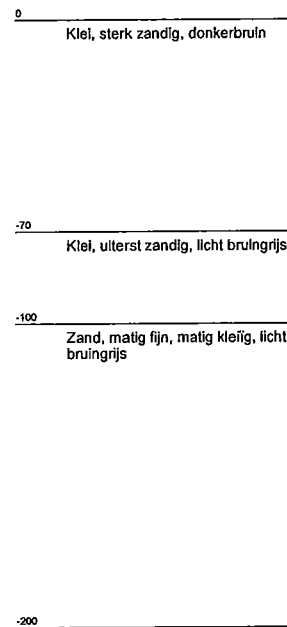 0
Klei, sterk zandig, donkerbruin
-70
Klei, uiterst zandig, licht bruingrijs
-100
Zand, matig fijn, matig kleiïg, licht
bruingrijs
-200